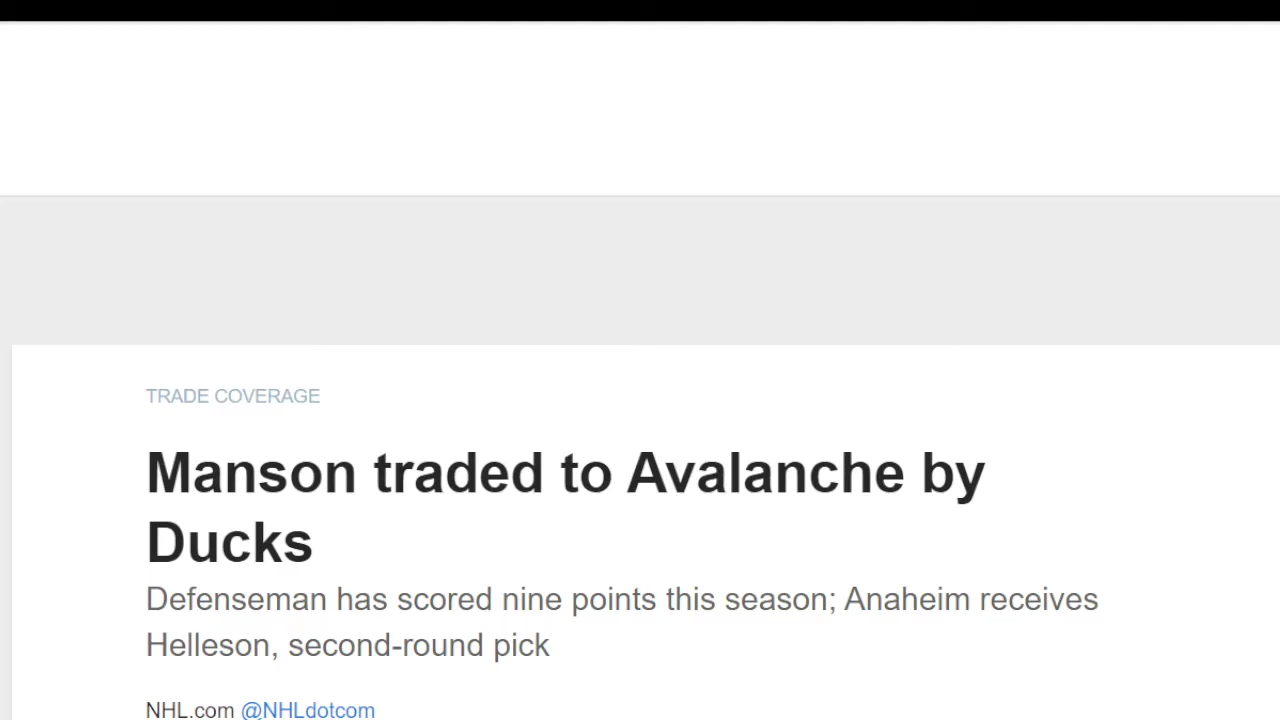 TRADE COVERAGE
Manson traded to Avalanche by
Ducks
Defenseman has scored nine points this season; Anaheim receives
Helleson, second-round pick
NHL.com @NHLdotcom